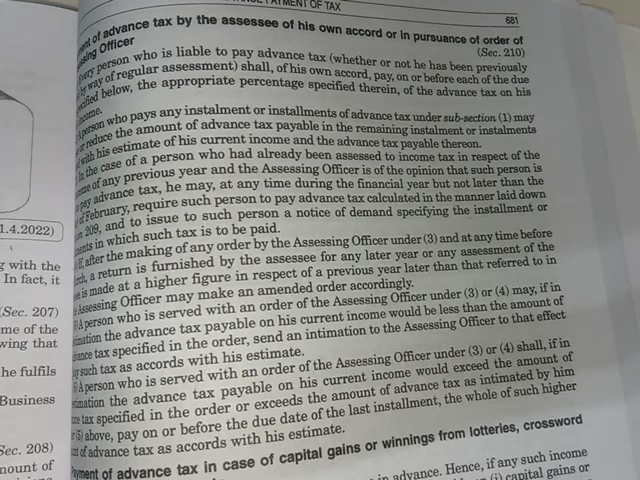 PAYMENT OF TAX
681
of advance tax by the assessee of his own accord or in pursuance of order of
Officer
(Sec. 210)
Every person who is liable to pay advance tax (whether or not he has been previously
by way of regular assessment) shall, of his own accord, pay, on or before each of the due
below, the appropriate percentage specified therein, of the advance tax on his
income.
person who pays any instalment or installments of advance tax under sub-section (1) may
or reduce the amount of advance tax payable in the remaining instalment or instalments
with his estimate of his current income and the advance tax payable thereon.
In the case of a person who had already been assessed to income tax in respect of the
of any previous year and the Assessing Officer is of the opinion that such person is
pay advance tax, he may, at any time during the financial year but not later than the
of February, require such person to pay advance tax calculated in the manner laid down
209, and to issue to such person a notice of demand specifying the installment or
in which such tax is to be paid.
If, after the making of any order by the Assessing Officer under (3) and at any time before
a return is furnished by the assessee for any later year or any assessment of the
is made at a higher figure in respect of a previous year later than that referred to in
Assessing Officer may make an amended order accordingly.
A person who is served with an order of the Assessing Officer under (3) or (4) may, if in
the advance tax payable on his current income would be less than the amount of
tax specified in the order, send an intimation to the Assessing Officer to that effect
such tax as accords with his estimate.
A person who is served with an order of the Assessing Officer under (3) or (4) shall, if in
the advance tax payable on his current income would exceed the amount of
tax specified in the order or exceeds the amount of advance tax as intimated by him
(5) above, pay on or before the due date of the last installment, the whole of such higher
of advance tax as accords with his estimate.
Payment of advance tax in case of capital gains or winnings from lotteries, crossword
in advance. Hence, if any such income
(i) capital gains or
1.4.2022)
with the
In fact, it
(Sec. 207)
me of the
wing that
he fulfils
Business
Sec. 208)
mount of